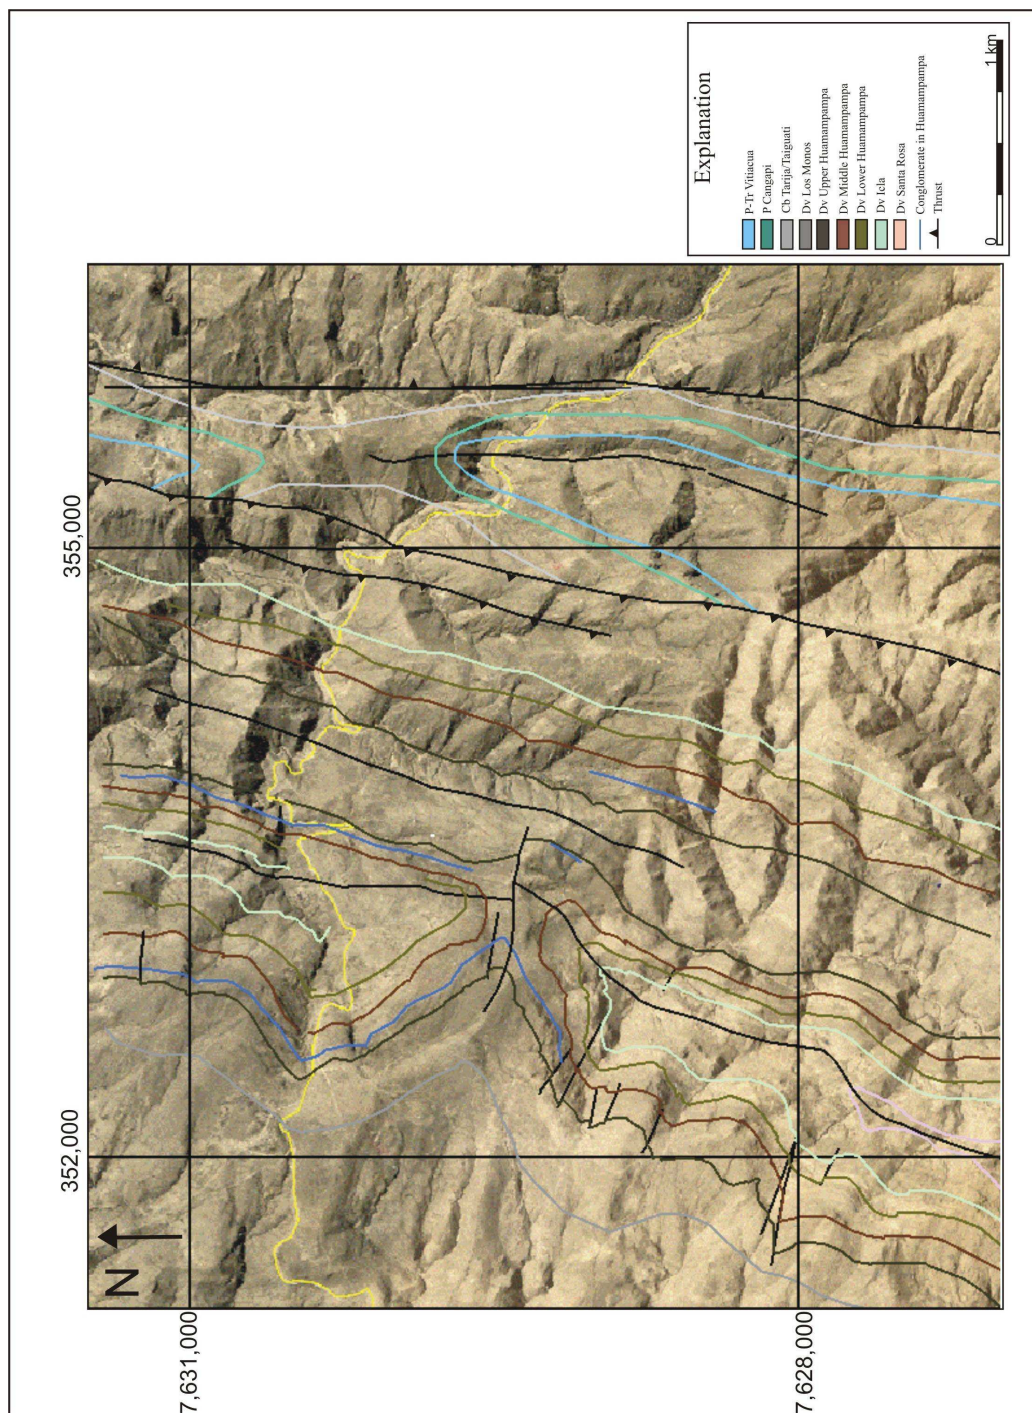 Explanation
P-Tr Vitiacua
P Cangapi
Cb Tarija/Taiguati
Dv Los Monos
Dv Upper Huamampampa
Dv Middle Huamampampa
Dv Lower Huamampampa
Dv Icla
Dv Santa Rosa
Conglomerate in Huamampampa
Thrust
0
1 km
355,000
352,000
N
7,631,000
7,628,000